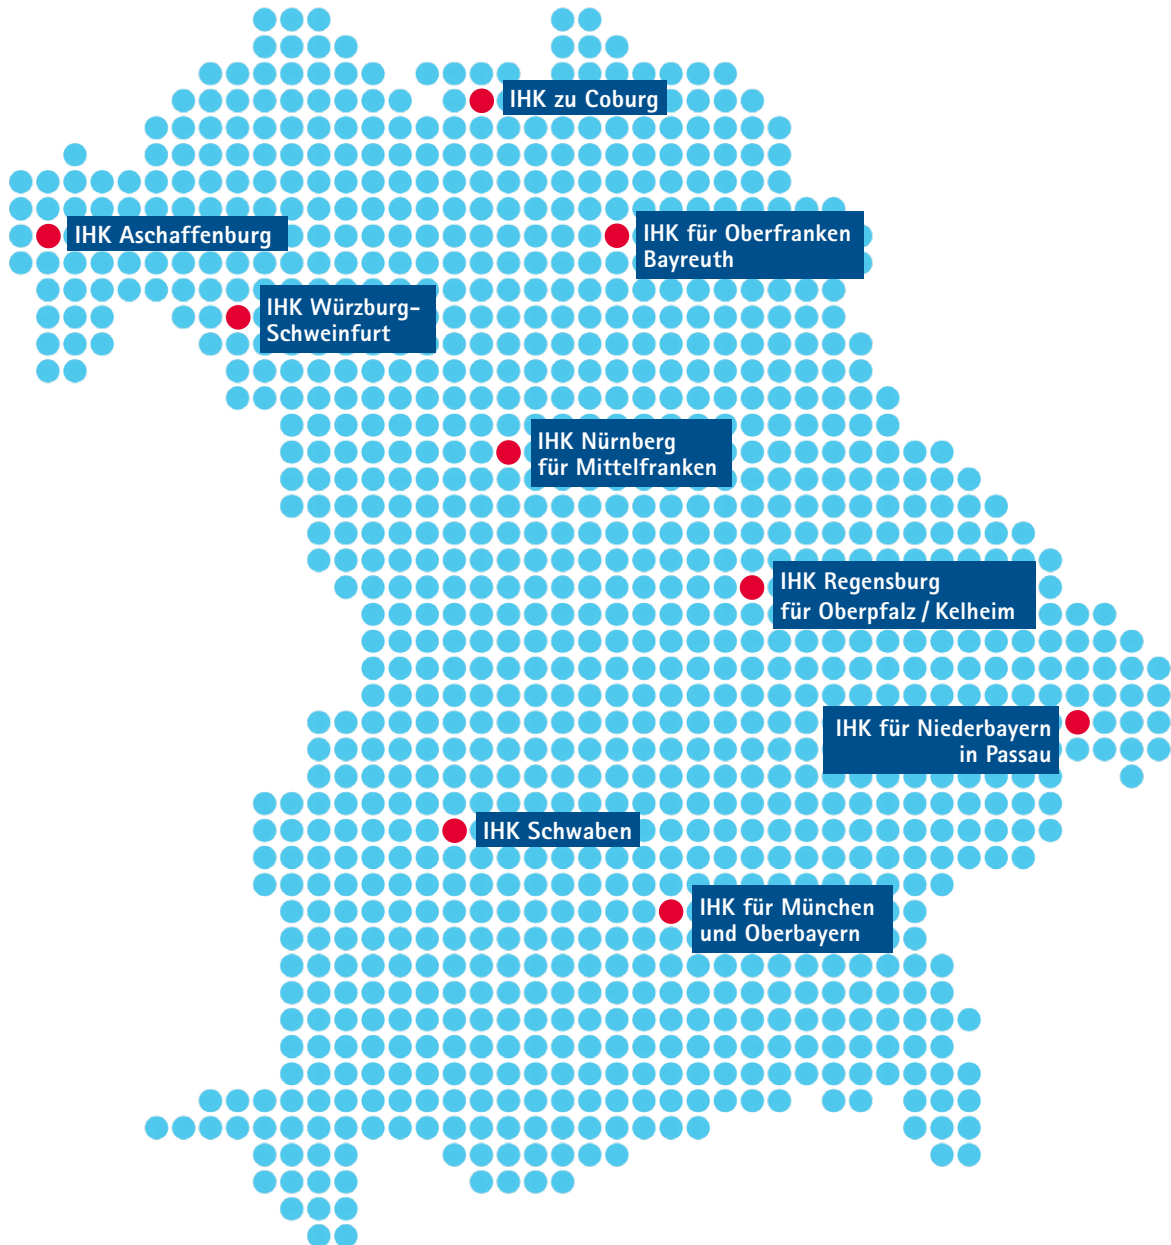 IHK zu Coburg
IHK Aschaffenburg
IHK für Oberfranken
Bayreuth
IHK Würzburg-
Schweinfurt
IHK Nürnberg
für Mittelfranken
IHK Regensburg
für Oberpfalz / Kelheim
IHK für Niederbayern
in Passau
IHK Schwaben
IHK für München
und Oberbayern